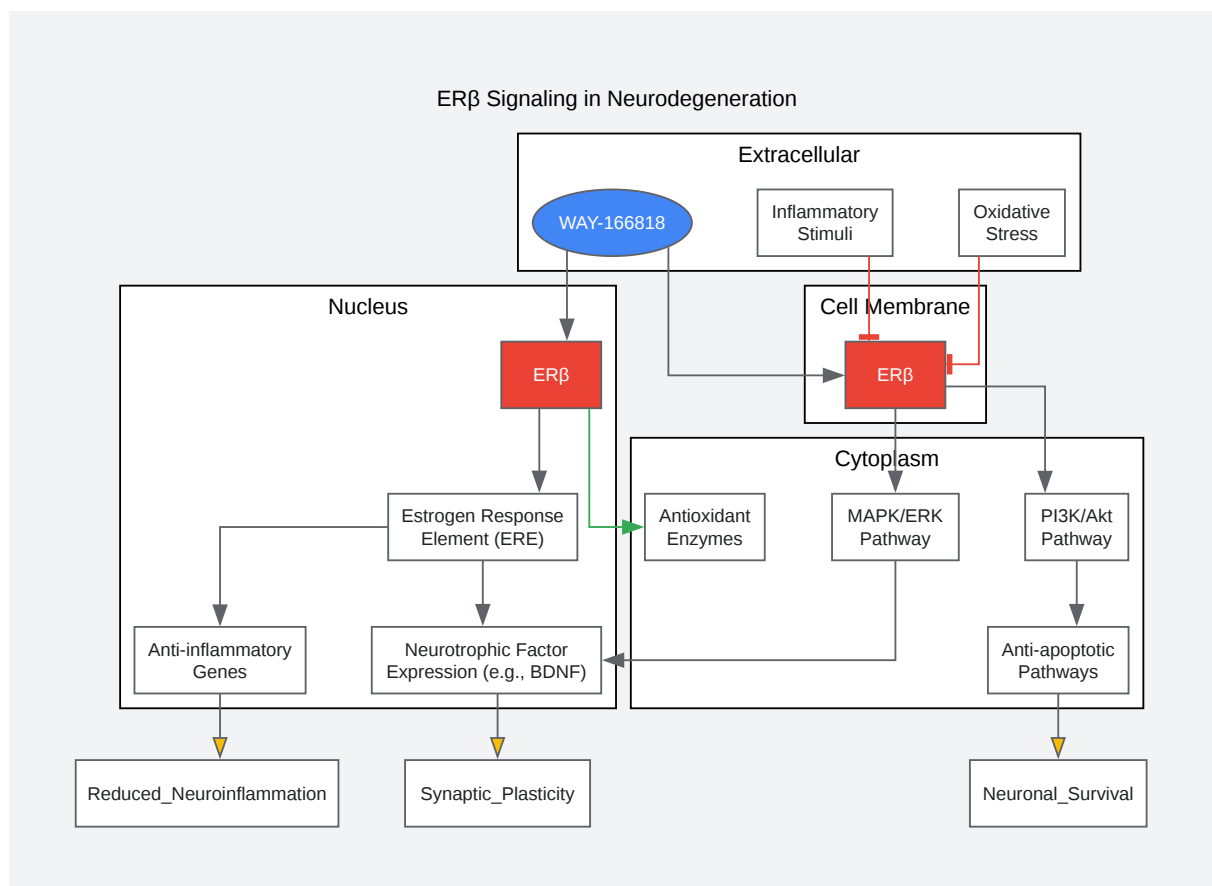 ERβ Signaling in Neurodegeneration
Extracellular
WAY-166818
Inflammatory
Stimuli
Oxidative
Stress
Nucleus
Cell Membrane
ERβ
ERβ
Cytoplasm
Estrogen Response
Element (ERE)
Antioxidant
Enzymes
MAPK/ERK
Pathway
PI3K/Akt
Pathway
Anti-inflammatory
Genes
Neurotrophic Factor
Expression (e.g., BDNF)
Anti-apoptotic
Pathways
Reduced_Neuroinflammation
Synaptic_Plasticity
Neuronal_Survival